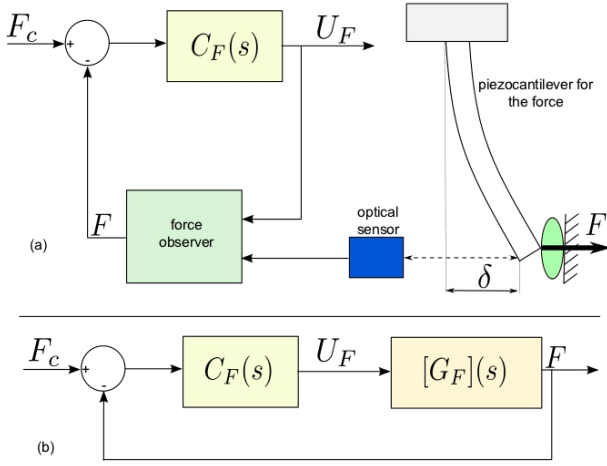 F_c
+
-
C_F(s)
U_F
piezocantilever for
the force
F
force
observer
optical
sensor
F
δ
(a)
F_c
+
-
C_F(s)
U_F
[G_F](s)
F
(b)